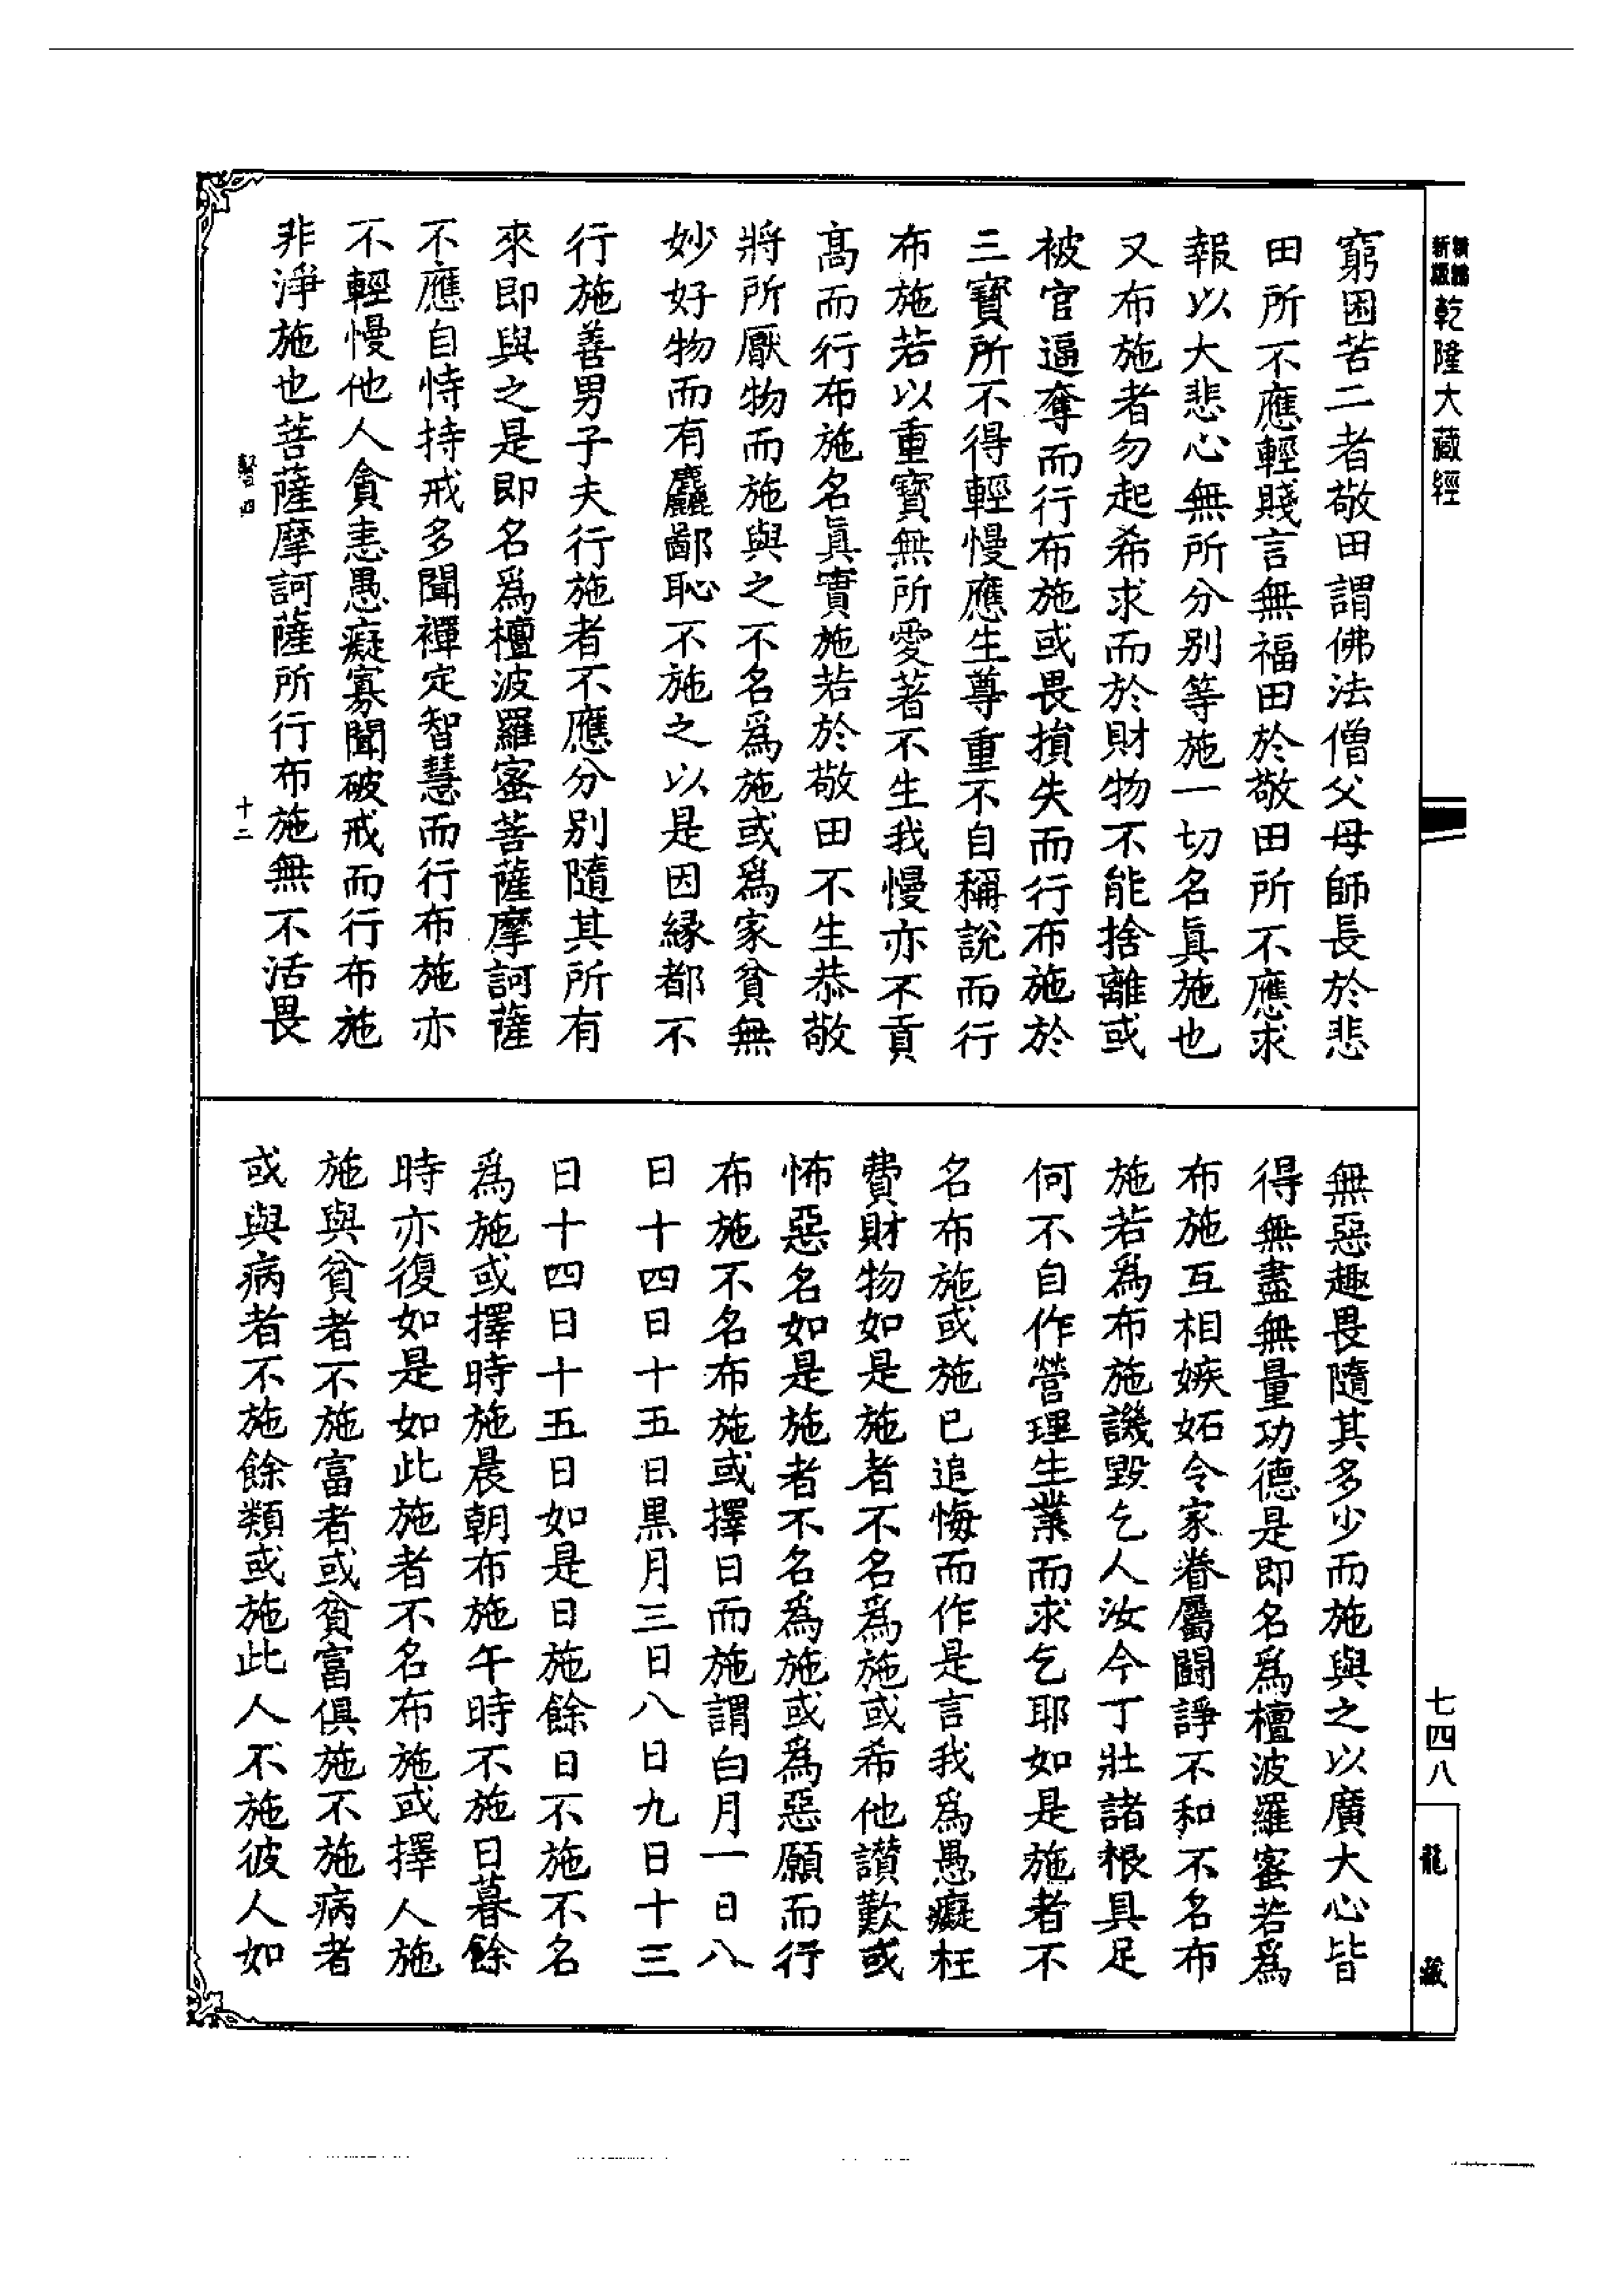 乾隆大藏經
窮困苦二者敬田謂佛法僧父母師長於悲
田所不應輕賤言無福田於敬田所不應求
報以大悲心無所分別等施一切名眞施也
又布施者勿起希求而於財物不能捨離或
被官逼奪而行布施或畏損失而行布施於
三寶所不得輕慢應生尊重不自稱說而行
布施若以重寶無所愛著不生我慢亦不貢
高而行布施名眞實施若於敬田不生恭敬
將所厭物而施與之不名爲施或爲家貧無
妙好物而有麤鄙恥不施之以是因緣都不
行施善男子夫行施者不應分別隨其所有
來即與之是即名爲檀波羅蜜菩薩摩訶薩
不應自恃持戒多聞禪定智慧而行布施亦
不輕慢他人貪恚愚癡寡聞破戒而行布施
非淨施也菩薩摩訶薩所行布施無不活畏
十二
無惡趣畏隨其多少而施與之以廣大心皆
得無盡無量功德是即名爲檀波羅蜜若爲
布施互相嫉妬令家眷屬鬪諍不和不名布
施若爲布施譏毀乞人汝今丁壯諸根具足
何不自作營理生業而求乞耶如是施者不
名布施或施已追悔而作是言我爲愚癡枉
費財物如是施者不名爲施或希他讃歎或
怖惡名如是施者不名爲施或爲惡願而行
布施不名布施或擇日而施謂白月一日八
日十四日十五日黑月三日八日九日十三
日十四日十五日如是日施餘日不施不名
爲施或擇時施晨朝布施午時不施日暮餘
時亦復如是如此施者不名布施或擇人施
施與貧者不施富者或貧富俱施不施病者
或與病者不施餘類或施此人不施彼人如
七四八
龍藏